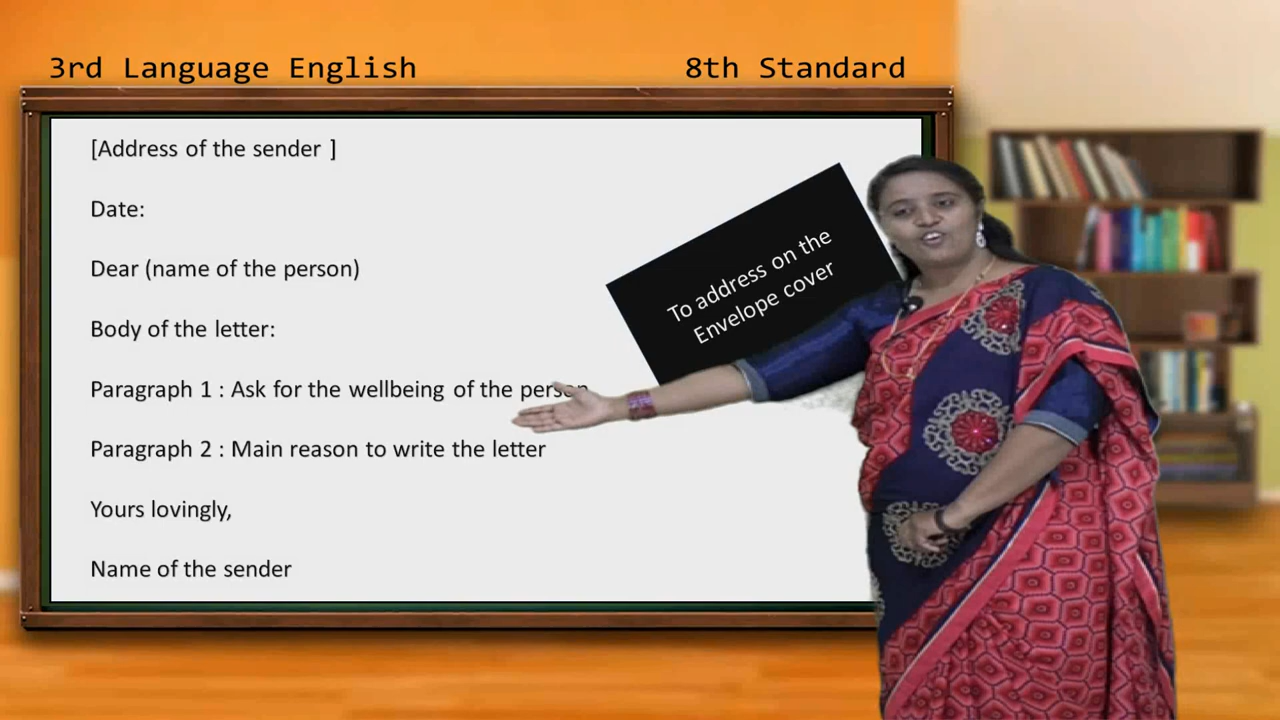 3rd Language English
8th Standard
[Address of the sender ]
Date:
Dear (name of the person)
Body of the letter:
Paragraph 1 : Ask for the wellbeing of the person
Paragraph 2 : Main reason to write the letter
Yours lovingly,
Name of the sender
To address on the
Envelope cover